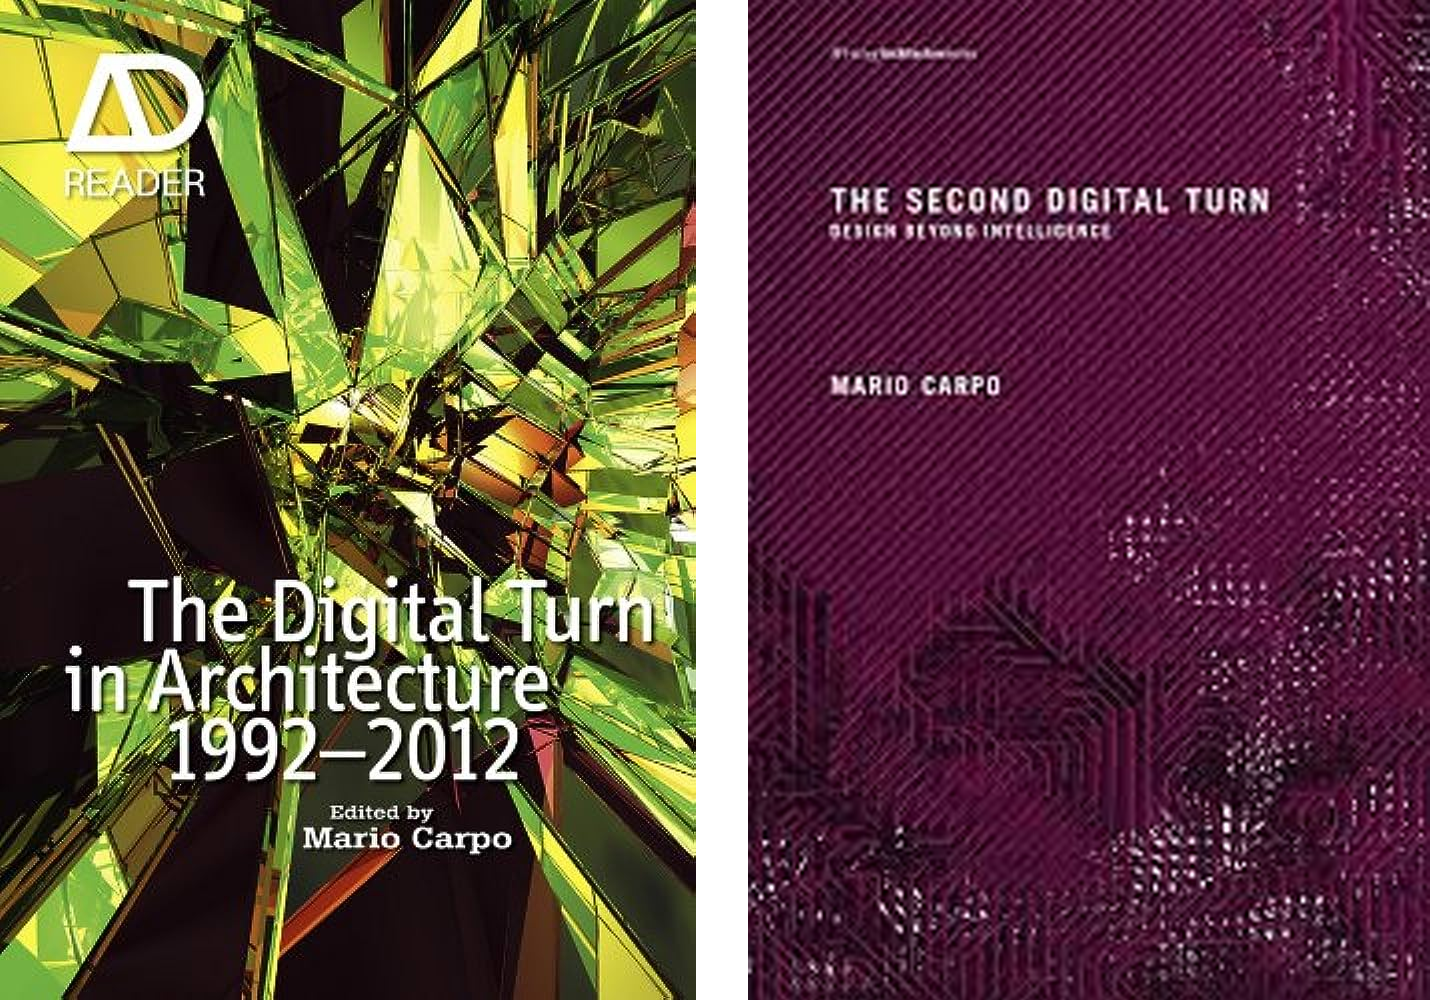 AD
READER
The Digital Turn
in Architecture
1992–2012
Edited by
Mario Carpo
THE SECOND DIGITAL TURN
DESIGN BEYOND INTELLIGENCE
MARIO CARPO